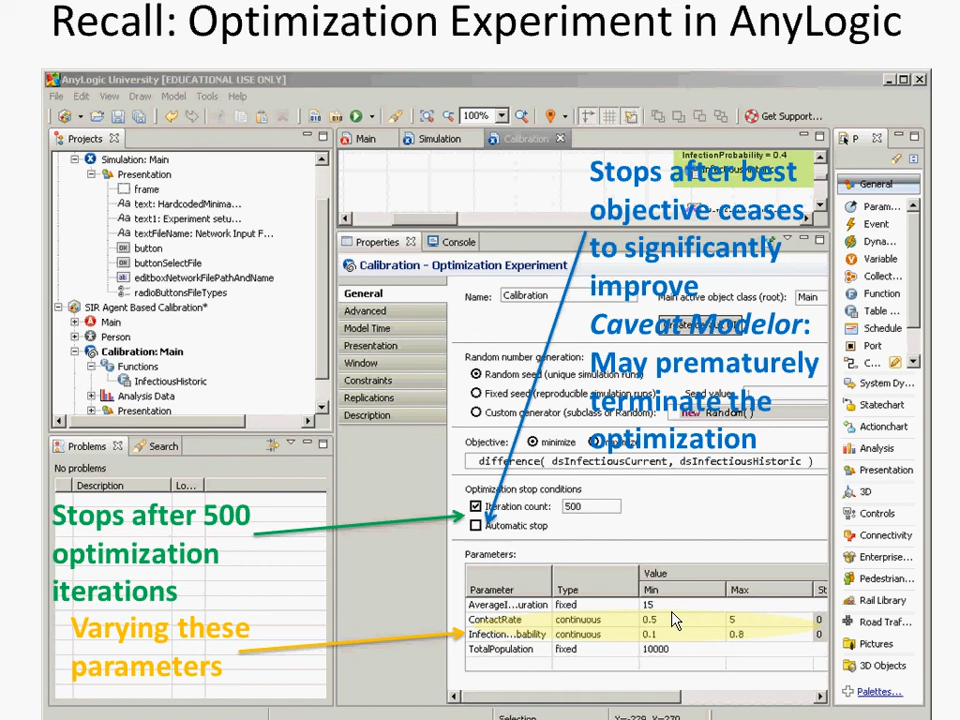 Recall: Optimization Experiment in AnyLogic
AnyLogic University [EDUCATIONAL USE ONLY]
File Edit View Draw Model Tools Help
100%
Get Support...
Projects
Simulation: Main
Presentation
frame
text: HardcodedMinima...
text1: Experiment setu...
textFileName: Network Input F...
button
buttonSelectFile
editboxNetworkFilePathAndName
radioButtonsFileTypes
SIR Agent Based Calibration*
Main
Person
Calibration: Main
Functions
InfectiousHistoric
Analysis Data
Presentation
Problems
Search
No problems
Description Lo...
Stops after 500
optimization
iterations
Varying these
parameters
Main Simulation Calibration
InfectionProbability = 0.4
Stops after best
objective ceases
to significantly
improve
Caveat Modelor:
May prematurely
terminate the
optimization
Properties Console
Calibration - Optimization Experiment
General
Advanced
Model Time
Presentation
Window
Constraints
Replications
Description
Name: Calibration
Main active object class (root): Main
Random number generation:
Random seed (unique simulation runs)
Fixed seed (reproducible simulation runs) Seed value:
Custom generator (subclass of Random): new Random()
Objective: minimize
difference( dsInfectiousCurrent, dsInfectiousHistoric )
Optimization stop conditions
Iteration count: 500
Automatic stop
Parameters:
Value
Parameter Type Min Max St
AverageI...uration fixed 15
ContactRate continuous 0.5 5 0
Infection...bability continuous 0.1 0.8 0
TotalPopulation fixed 10000
Selection X=-229, Y=270
P
General
Param...
Event
Dyna...
Variable
Collect...
Function
Table ...
Schedule
Port
C...
System Dy...
Statechart
Actionchart
Analysis
Presentation
3D
Controls
Connectivity
Enterprise...
Pedestrian...
Rail Library
Road Traf...
Pictures
3D Objects
Palettes...